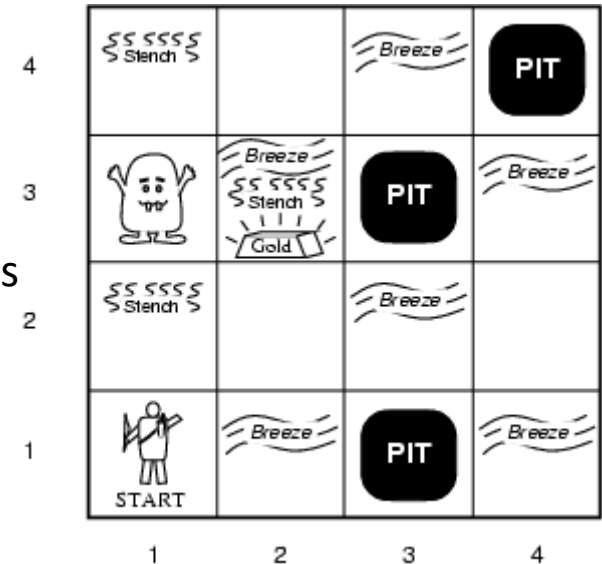 4 Stench Breeze PIT
Breeze
3 Stench PIT Breeze
Gold
S
2 Stench Breeze
1 Breeze PIT Breeze
START
1 2 3 4